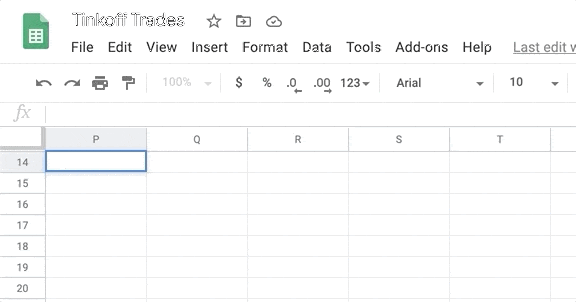 Tinkoff Trades
File Edit View Insert Format Data Tools Add-ons Help Last edit w
100% $ % .0 .00 123 Arial 10
fx
P Q R S T
14
15
16
17
18
19
20